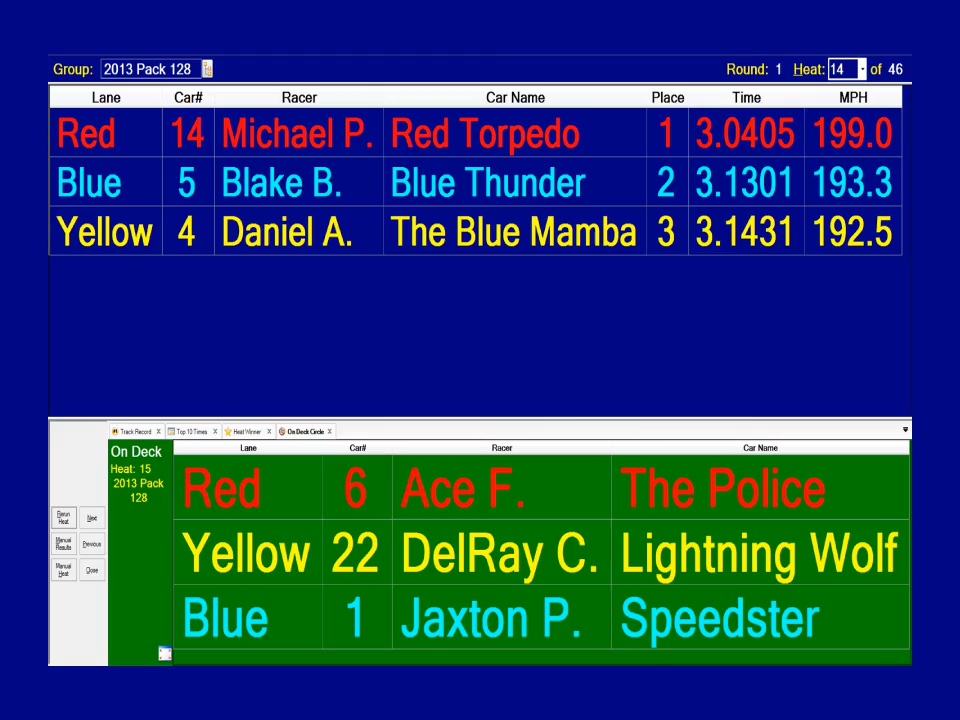 Group: 2013 Pack 128 Round: 1 Heat: 14 of 46
Lane Car# Racer Car Name Place Time MPH
Red 14 Michael P. Red Torpedo 1 3.0405 199.0
Blue 5 Blake B. Blue Thunder 2 3.1301 193.3
Yellow 4 Daniel A. The Blue Mamba 3 3.1431 192.5
Track Record X Top 10 Times X Heat Winner X On Deck Circle X
On Deck
Heat: 15
2013 Pack
128
Lane Car# Racer Car Name
Red 6 Ace F. The Police
Yellow 22 DelRay C. Lightning Wolf
Blue 1 Jaxton P. Speedster
Rerun Heat Next
Manual Results Previous
Manual Heat Close